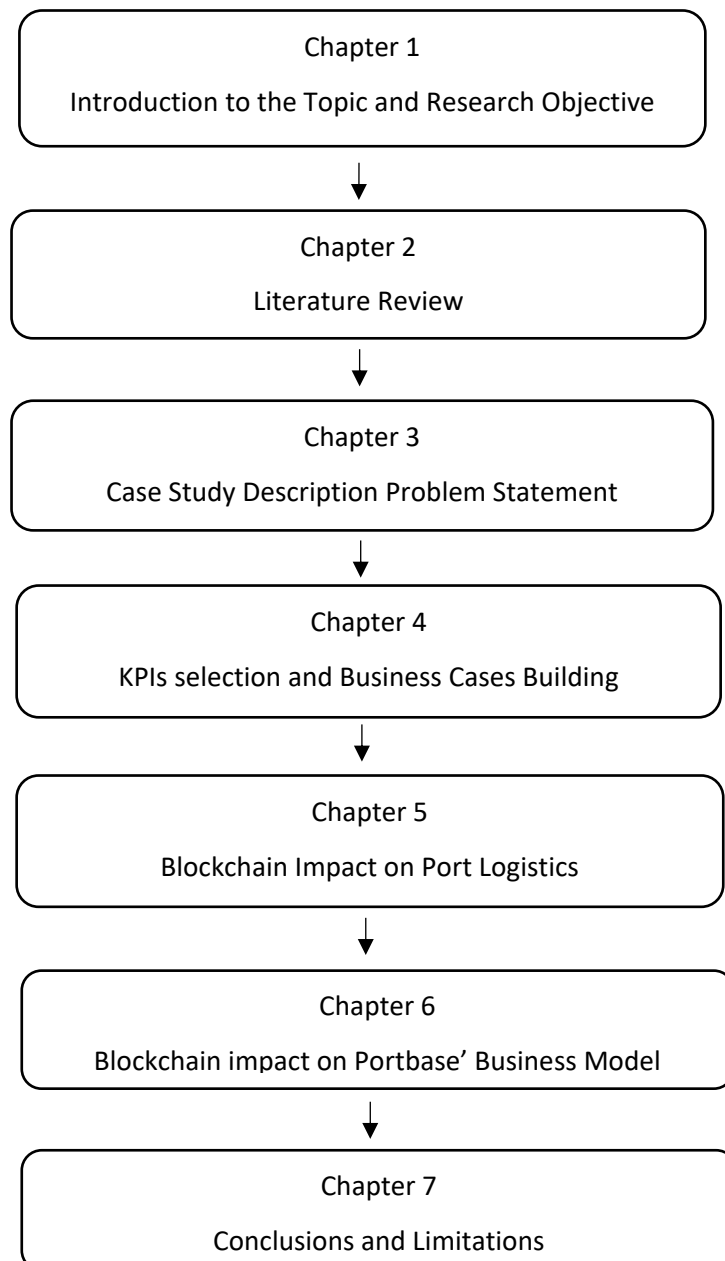 Chapter 1
Introduction to the Topic and Research Objective
Chapter 2
Literature Review
Chapter 3
Case Study Description Problem Statement
Chapter 4
KPIs selection and Business Cases Building
Chapter 5
Blockchain Impact on Port Logistics
Chapter 6
Blockchain impact on Portbase’ Business Model
Chapter 7
Conclusions and Limitations